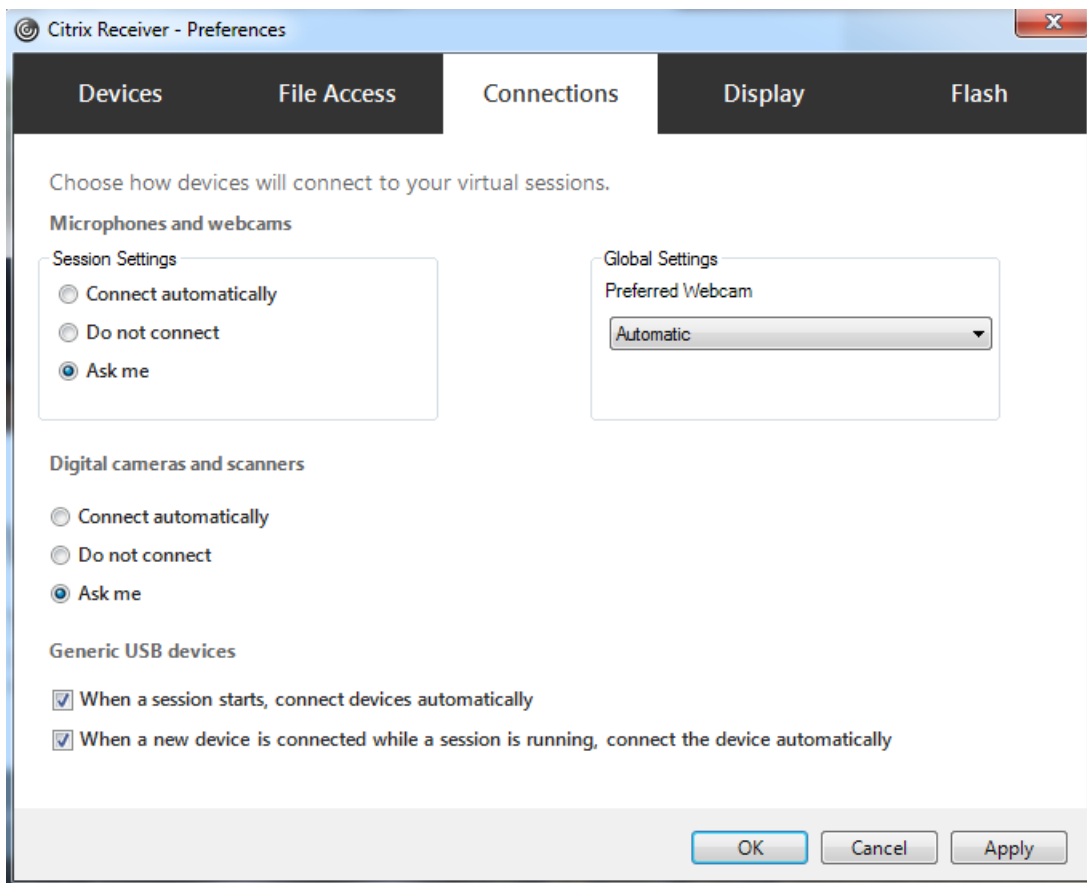 Citrix Receiver - Preferences
Devices
File Access
Connections
Display
Flash
Choose how devices will connect to your virtual sessions.
Microphones and webcams
Session Settings
Connect automatically
Do not connect
Ask me
Global Settings
Preferred Webcam
Automatic
Digital cameras and scanners
Connect automatically
Do not connect
Ask me
Generic USB devices
When a session starts, connect devices automatically
When a new device is connected while a session is running, connect the device automatically
OK
Cancel
Apply